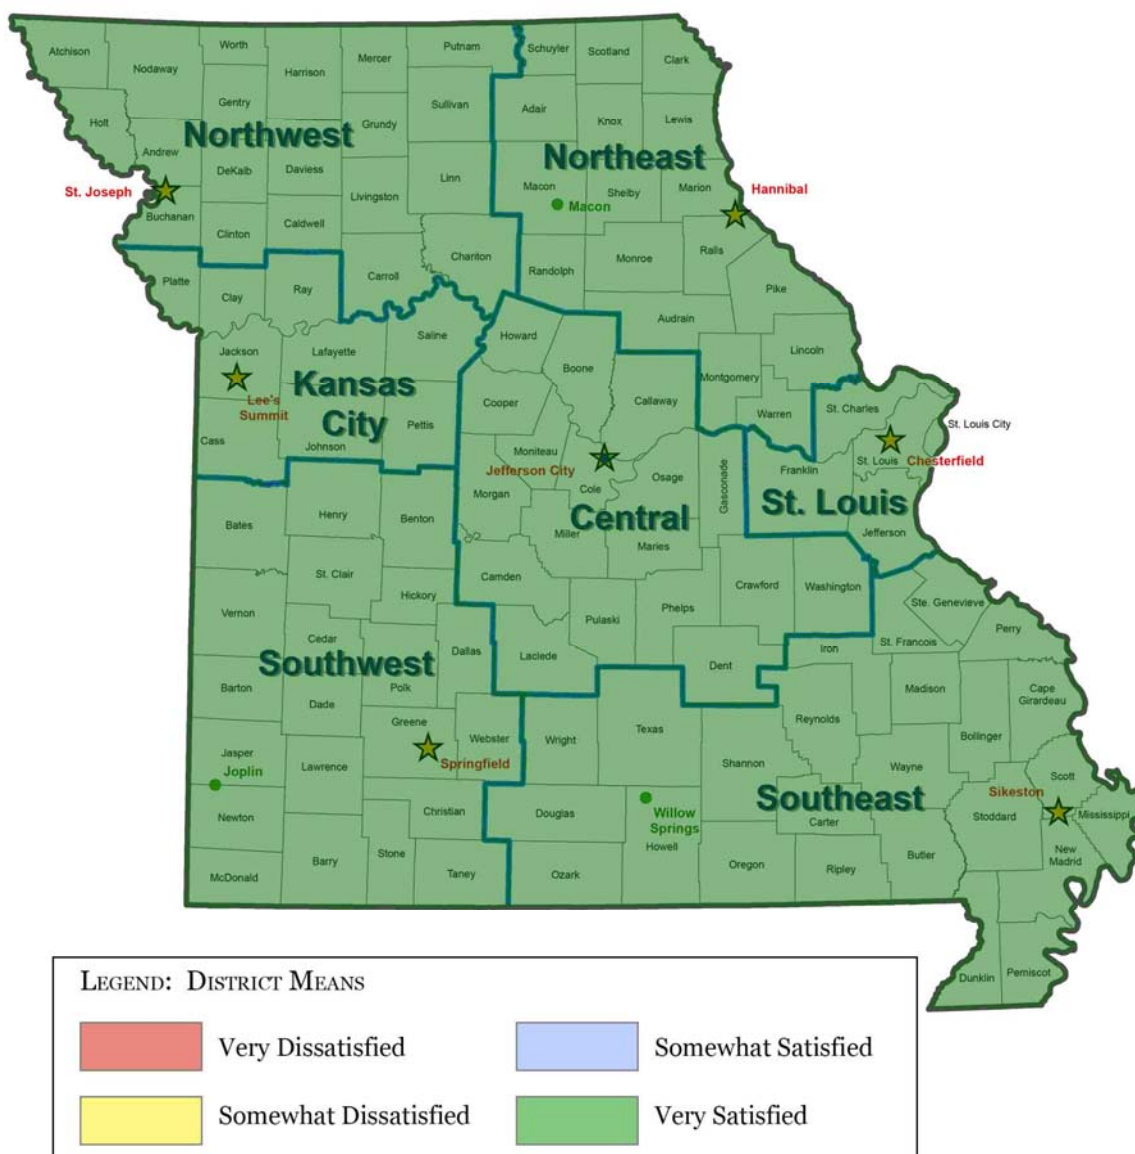 Worth
Putnam
Schuyler
Scotland
Atchison
Mercer
Clark
Nodaway
Harrison
Gentry
Sullivan
Adair
Holt
Grundy
Knox
Lewis
Northwest
Northeast
Andrew
DeKalb
Daviess
Linn
Macon
Shelby
Marion
St. Joseph
Hannibal
Livingston
Macon
Buchanan
Clinton
Caldwell
Chariton
Monroe
Ralls
Carroll
Randolph
Platte
Clay
Ray
Pike
Audrain
Saline
Howard
Jackson
Lafayette
Boone
Lincoln
Kansas
City
Montgomery
Lee's
Summit
Cooper
Callaway
St. Charles
Warren
St. Louis City
Pettis
Cass
Johnson
Moniteau
Jefferson City
Franklin
St. Louis
Chesterfield
Morgan
Cole
Osage
Gasconade
St. Louis
Central
Henry
Benton
Bates
Miller
Maries
Jefferson
St. Clair
Camden
Crawford
Washington
Hickory
Vernon
Pulaski
Phelps
Ste. Genevieve
Cedar
Perry
Southwest
Dallas
Laclede
Dent
Iron
St. Francois
Barton
Polk
Madison
Cape
Girardeau
Dade
Greene
Reynolds
Texas
Webster
Wright
Bollinger
Jasper
Joplin
Lawrence
Springfield
Shannon
Wayne
Scott
Southeast
Sikeston
Newton
Christian
Douglas
Willow
Springs
Carter
Stoddard
Mississippi
Howell
Barry
Stone
Taney
Ozark
Oregon
Ripley
Butler
New
Madrid
McDonald
Dunklin
Pemiscot
LEGEND: DISTRICT MEANS
Very Dissatisfied
Somewhat Satisfied
Somewhat Dissatisfied
Very Satisfied